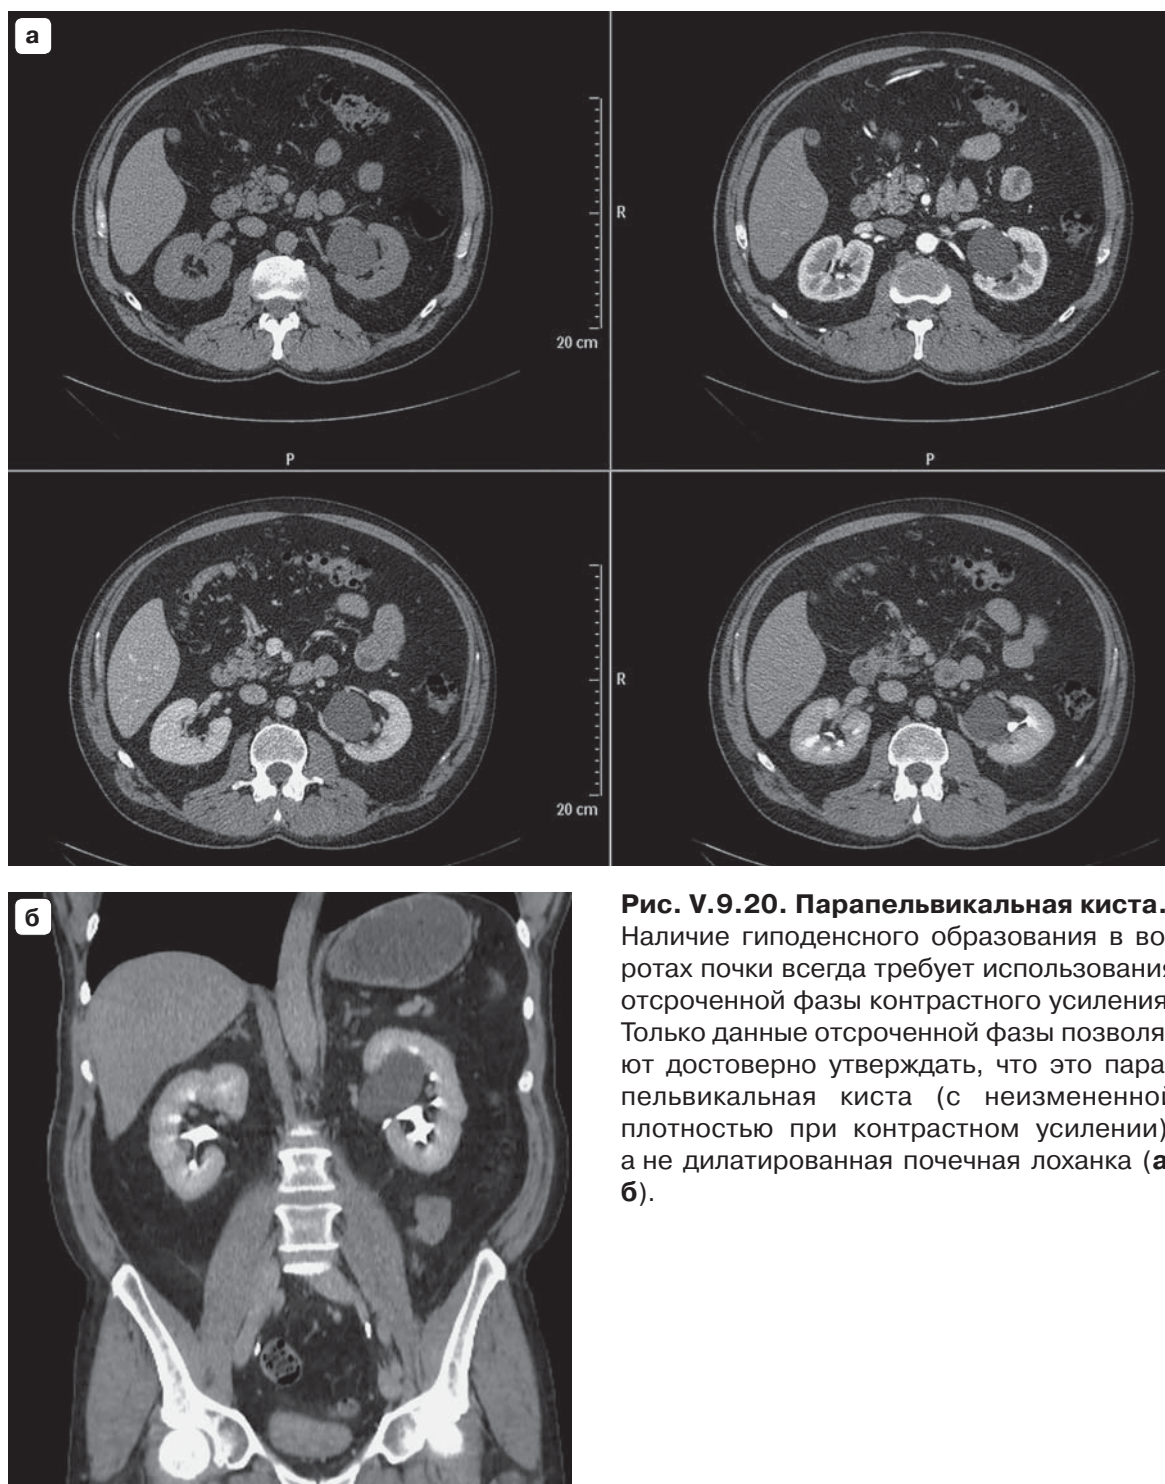 а
R
20 cm
P
P
R
20 cm
б
Рис. V.9.20. Парапельвикальная киста.
Наличие гиподенсного образования в во
ротах почки всегда требует использования
отсроченной фазы контрастного усиления
Только данные отсроченной фазы позволя
ют достоверно утверждать, что это пара
пельвикальная киста (с неизмененной
плотностью при контрастном усилении)
а не дилатированная почечная лоханка (а
б).